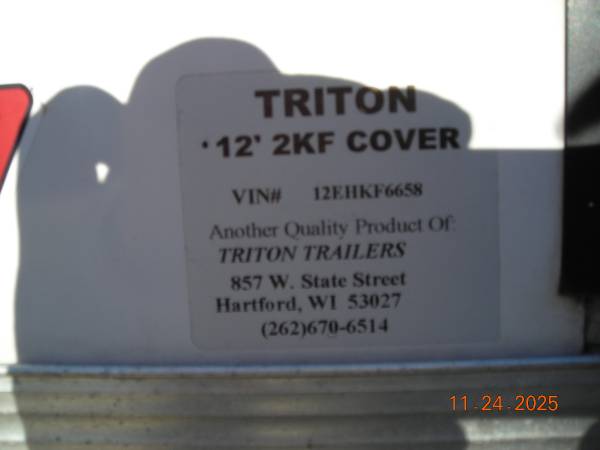 TRITON
'12' 2KF COVER
VIN# 12EHKF6658
Another Quality Product Of:
TRITON TRAILERS
857 W. State Street
Hartford, WI 53027
(262)670-6514
11.24.2025